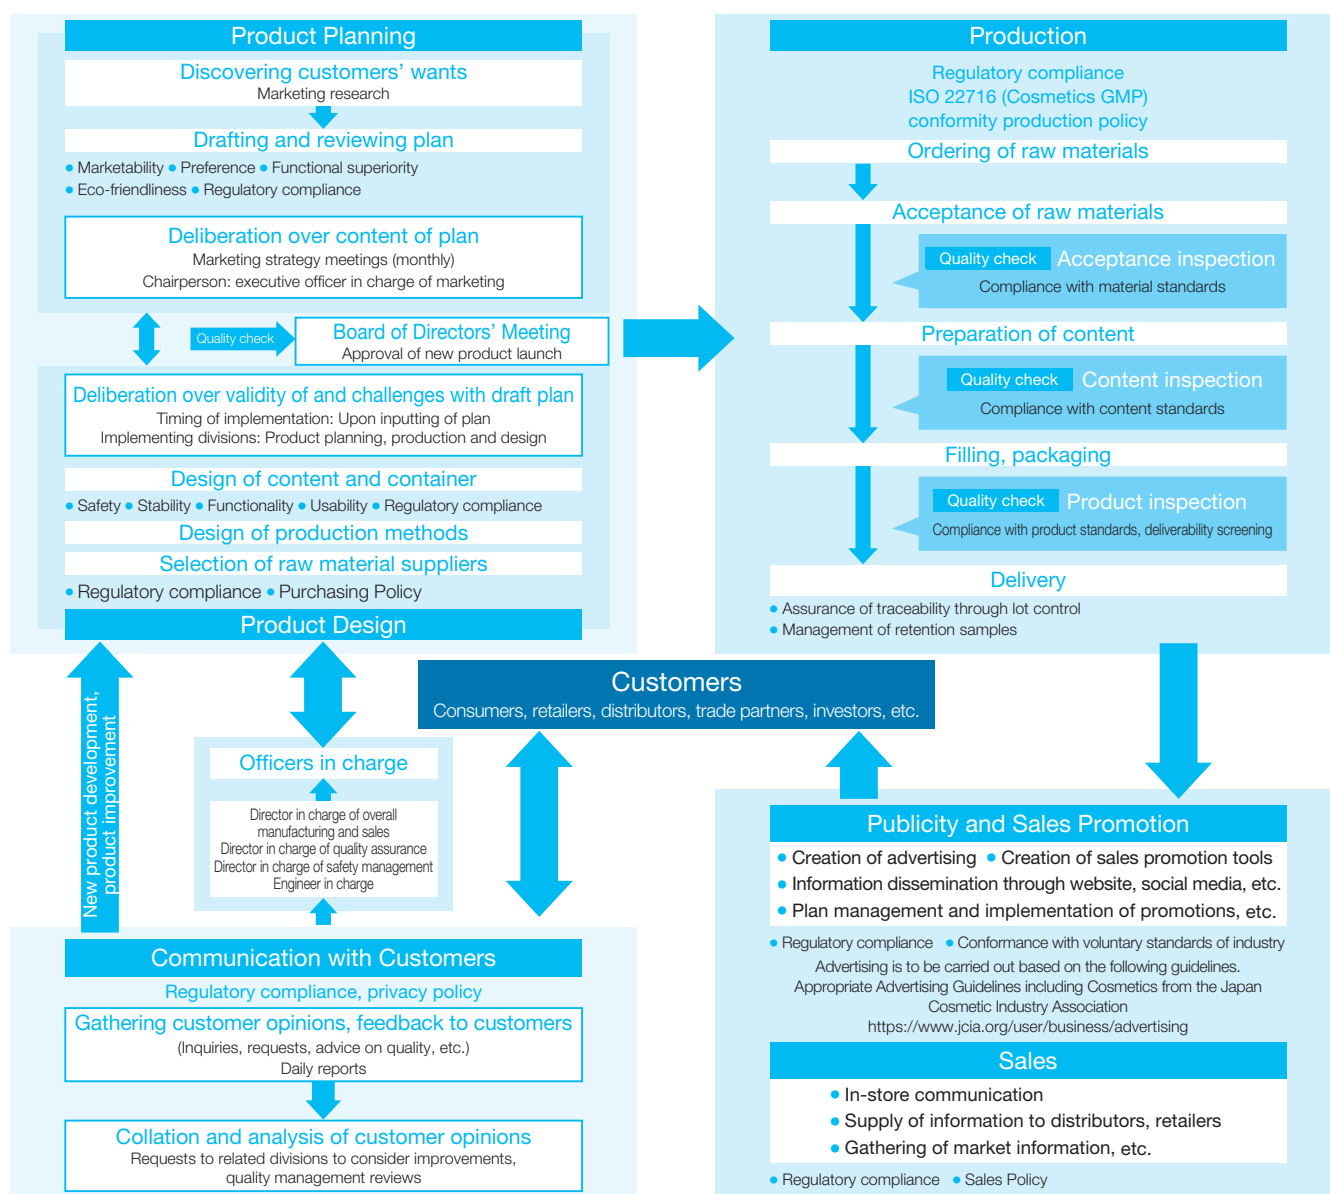 Product Planning
Discovering customers’ wants
Marketing research
Drafting and reviewing plan
● Marketability ● Preference ● Functional superiority
● Eco-friendliness ● Regulatory compliance
Deliberation over content of plan
Marketing strategy meetings (monthly)
Chairperson: executive officer in charge of marketing
Quality check
Board of Directors’ Meeting
Approval of new product launch
Deliberation over validity of and challenges with draft plan
Timing of implementation: Upon inputting of plan
Implementing divisions: Product planning, production and design
Design of content and container
● Safety ● Stability ● Functionality ● Usability ● Regulatory compliance
Design of production methods
Selection of raw material suppliers
● Regulatory compliance ● Purchasing Policy
Product Design
Production
Regulatory compliance
ISO 22716 (Cosmetics GMP)
conformity production policy
Ordering of raw materials
Acceptance of raw materials
Quality check Acceptance inspection
Compliance with material standards
Preparation of content
Quality check Content inspection
Compliance with content standards
Filling, packaging
Quality check Product inspection
Compliance with product standards, deliverability screening
Delivery
● Assurance of traceability through lot control
● Management of retention samples
Customers
Consumers, retailers, distributors, trade partners, investors, etc.
New product development,
product improvement
Officers in charge
Director in charge of overall
manufacturing and sales
Director in charge of quality assurance
Director in charge of safety management
Engineer in charge
Communication with Customers
Regulatory compliance, privacy policy
Gathering customer opinions, feedback to customers
(Inquiries, requests, advice on quality, etc.)
Daily reports
Collation and analysis of customer opinions
Requests to related divisions to consider improvements,
quality management reviews
Publicity and Sales Promotion
● Creation of advertising ● Creation of sales promotion tools
● Information dissemination through website, social media, etc.
● Plan management and implementation of promotions, etc.
● Regulatory compliance ● Conformance with voluntary standards of industry
Advertising is to be carried out based on the following guidelines.
Appropriate Advertising Guidelines including Cosmetics from the Japan
Cosmetic Industry Association
https://www.jcia.org/user/business/advertising
Sales
● In-store communication
● Supply of information to distributors, retailers
● Gathering of market information, etc.
● Regulatory compliance ● Sales Policy